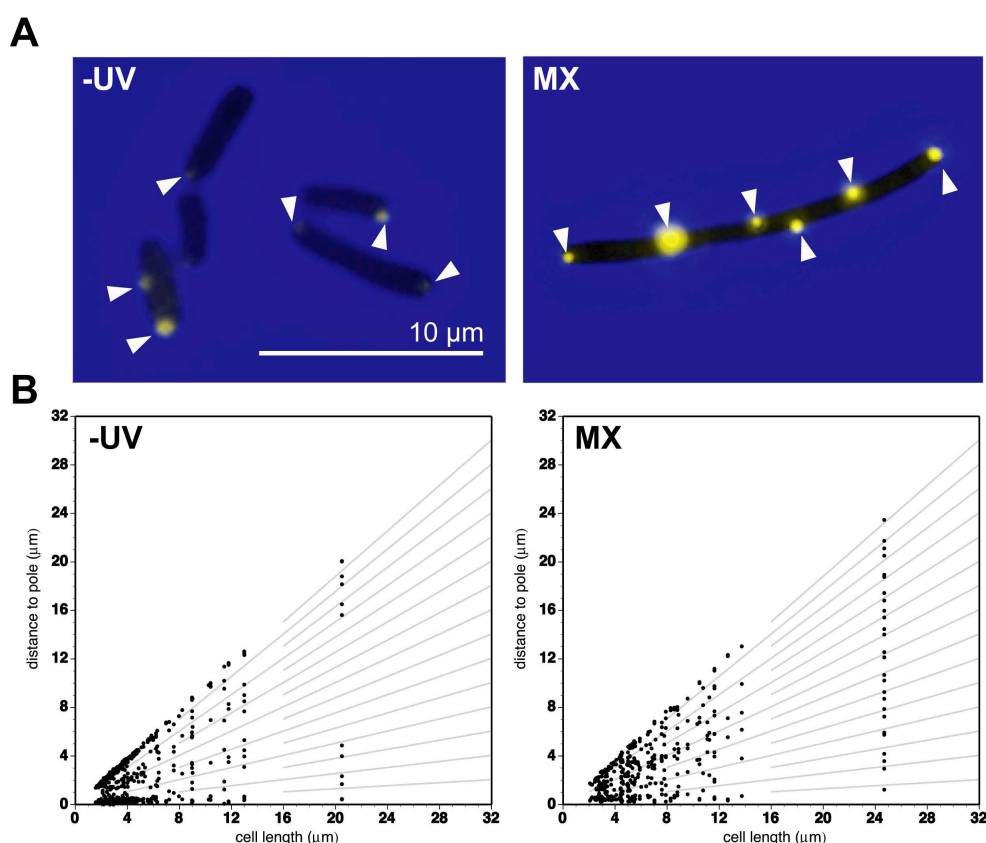 A
-UV
MX
10 µm
B
-UV
MX
32
28
24
20
16
12
8
4
0
distance to pole (µm)
0 4 8 12 16 20 24 28 32
cell length (µm)
32
28
24
20
16
12
8
4
0
distance to pole (µm)
0 4 8 12 16 20 24 28 32
cell length (µm)